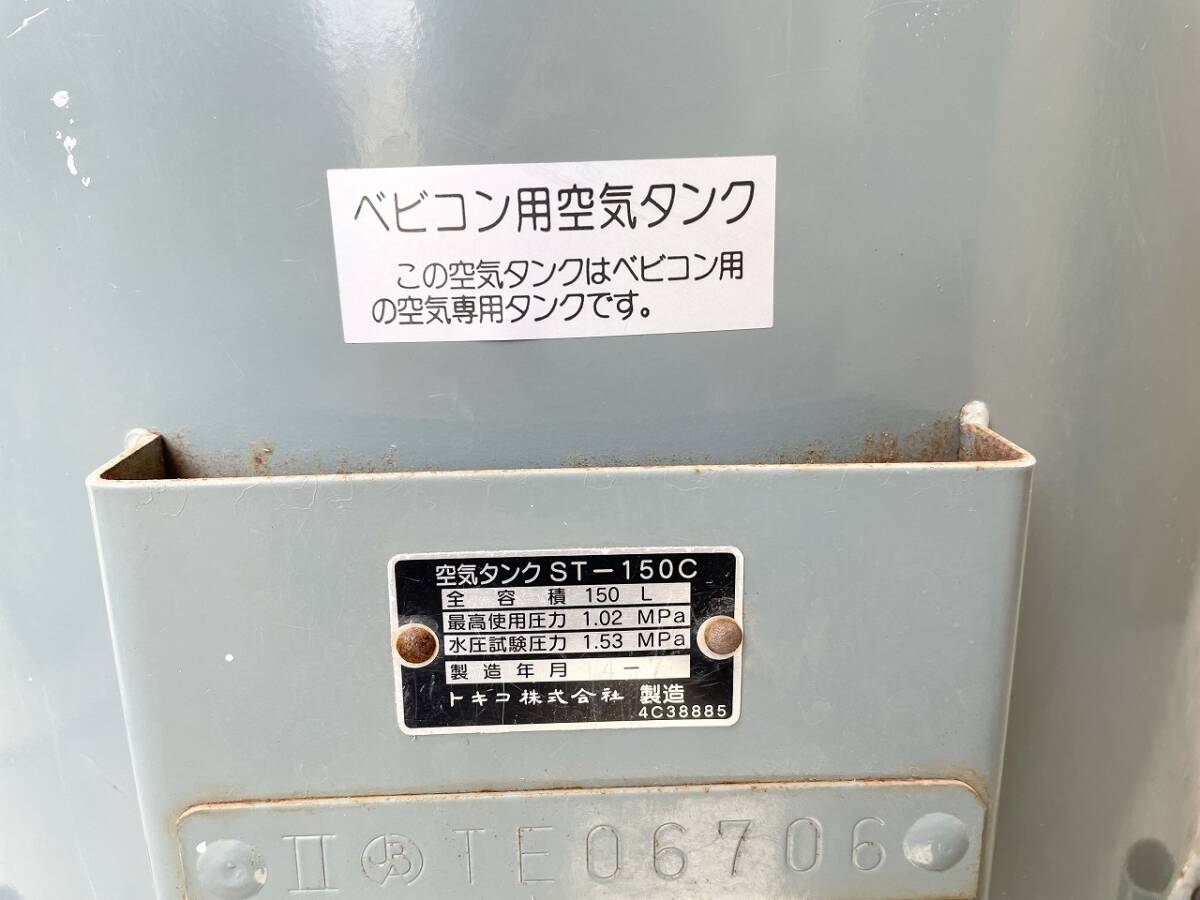 ベビコン用空気タンク
この空気タンクはベビコン用
の空気専用タンクです。
空気タンク ST-150C
全容積 150 L
最高使用圧力 1.02 MPa
水圧試験圧力 1.53 MPa
製造年月 14-7
トキコ株式会社 製造
4C38885
II TE06706